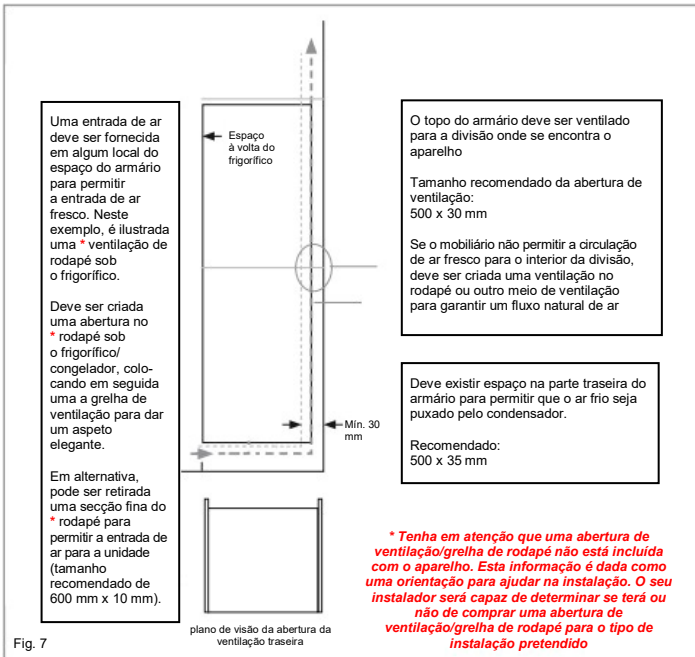 Uma entrada de ar
deve ser fornecida
em algum local do
espaço do armário
para permitir
a entrada de ar
fresco. Neste
exemplo, é ilustrada
uma * ventilação de
rodapé sob
o frigorífico.
Deve ser criada
uma abertura no
* rodapé sob
o frigorífico/
congelador, colo-
cando em seguida
uma a grelha de
ventilação para dar
um aspeto
elegante.
Em alternativa,
pode ser retirada
uma secção fina do
* rodapé para
permitir a entrada de
ar para a unidade
(tamanho
recomendado de
600 mm x 10 mm).
Fig. 7
Espaço
à volta do
frigorífico
Mín. 30
mm
plano de visão da abertura da
ventilação traseira
O topo do armário deve ser ventilado
para a divisão onde se encontra o
aparelho
Tamanho recomendado da abertura de
ventilação:
500 x 30 mm
Se o mobiliário não permitir a circulação
de ar fresco para o interior da divisão,
deve ser criada uma ventilação no
rodapé ou outro meio de ventilação
para garantir um fluxo natural de ar
Deve existir espaço na parte traseira do
armário para permitir que o ar frio seja
puxado pelo condensador.
Recomendado:
500 x 35 mm
* Tenha em atenção que uma abertura de
ventilação/grelha de rodapé não está incluída
com o aparelho. Esta informação é dada como
uma orientação para ajudar na instalação. O seu
instalador será capaz de determinar se terá ou
não de comprar uma abertura de
ventilação/grelha de rodapé para o tipo de
instalação pretendido